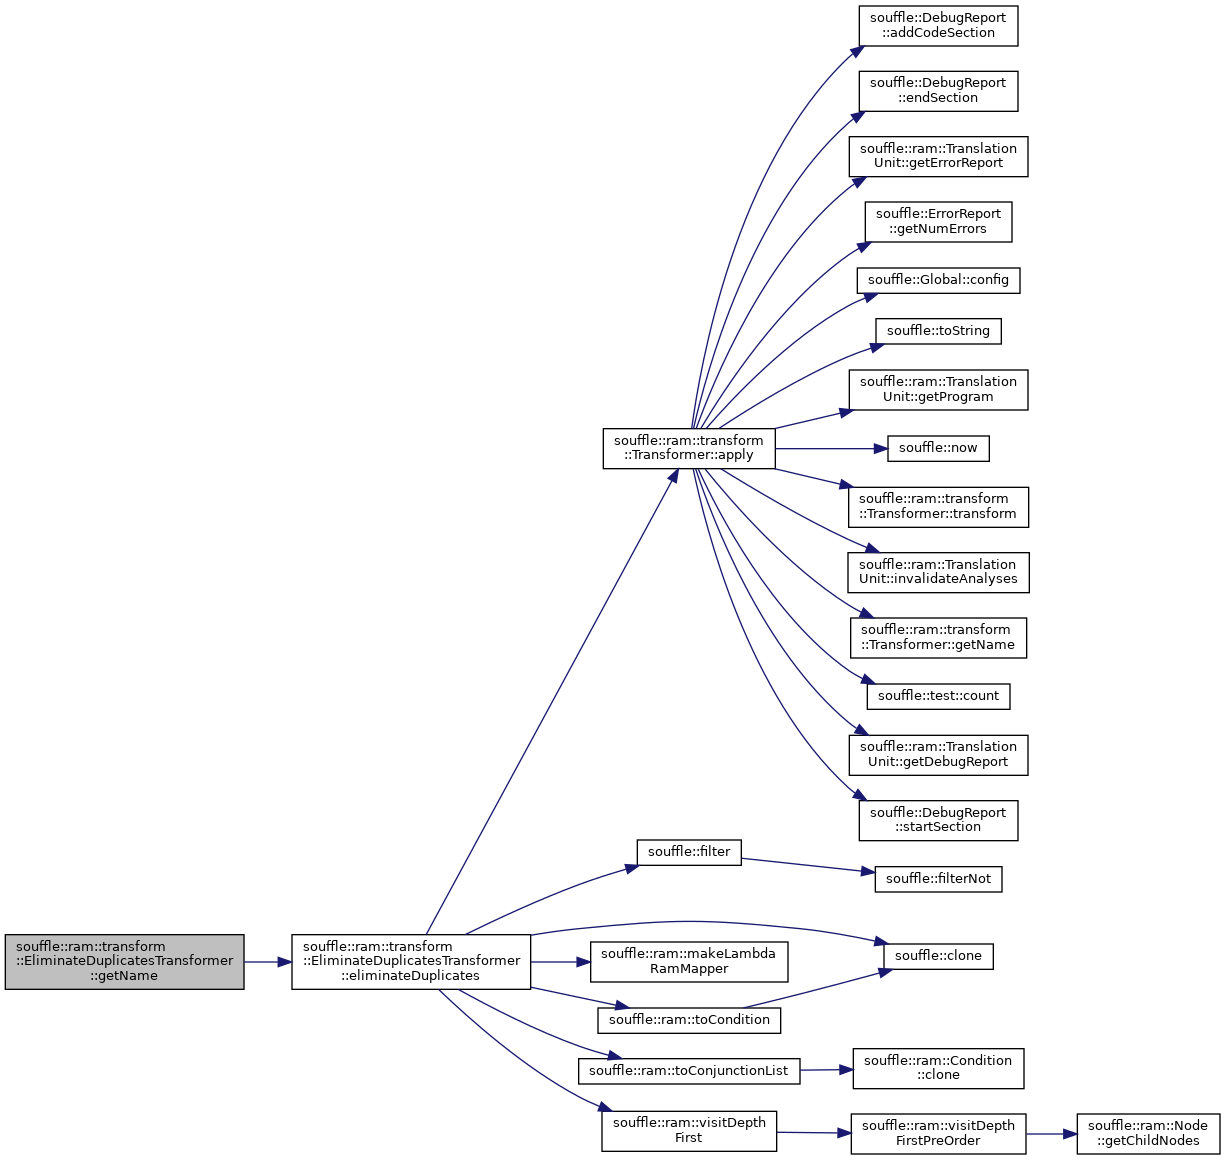 souffle::DebugReport
::addCodeSection
souffle::DebugReport
::endSection
souffle::ram::Translation
Unit::getErrorReport
souffle::ErrorReport
::getNumErrors
souffle::Global::config
souffle::toString
souffle::ram::Translation
Unit::getProgram
souffle::ram::transform
::Transformer::apply
souffle::now
souffle::ram::transform
::Transformer::transform
souffle::ram::Translation
Unit::invalidateAnalyses
souffle::ram::transform
::Transformer::getName
souffle::test::count
souffle::ram::Translation
Unit::getDebugReport
souffle::DebugReport
::startSection
souffle::filter
souffle::filterNot
souffle::ram::transform
::EliminateDuplicatesTransformer
::getName
souffle::ram::transform
::EliminateDuplicatesTransformer
::eliminateDuplicates
souffle::ram::makeLambda
RamMapper
souffle::clone
souffle::ram::toCondition
souffle::ram::toConjunctionList
souffle::ram::Condition
::clone
souffle::ram::visitDepth
First
souffle::ram::visitDepth
FirstPreOrder
souffle::ram::Node
::getChildNodes